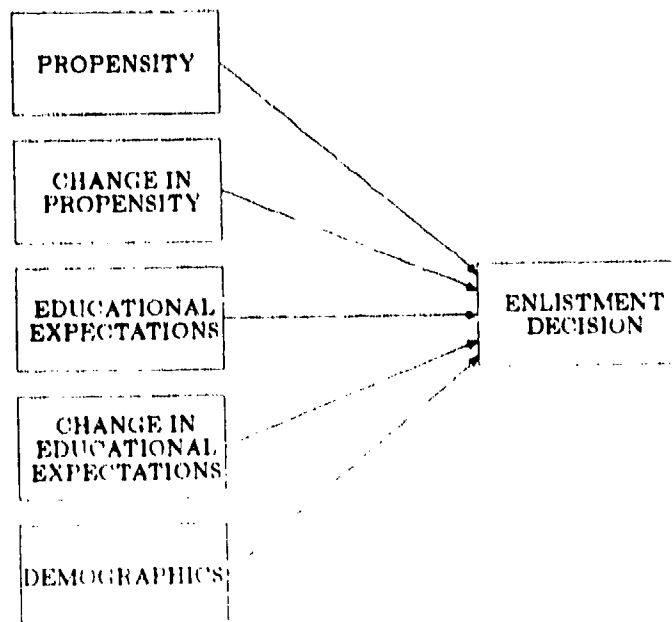 PROPENSITY
CHANGE IN
PROPENSITY
EDUCATIONAL
EXPECTATIONS
CHANGE IN
EDUCATIONAL
EXPECTATIONS
DEMOGRAPHICS
ENLISTMENT
DECISION